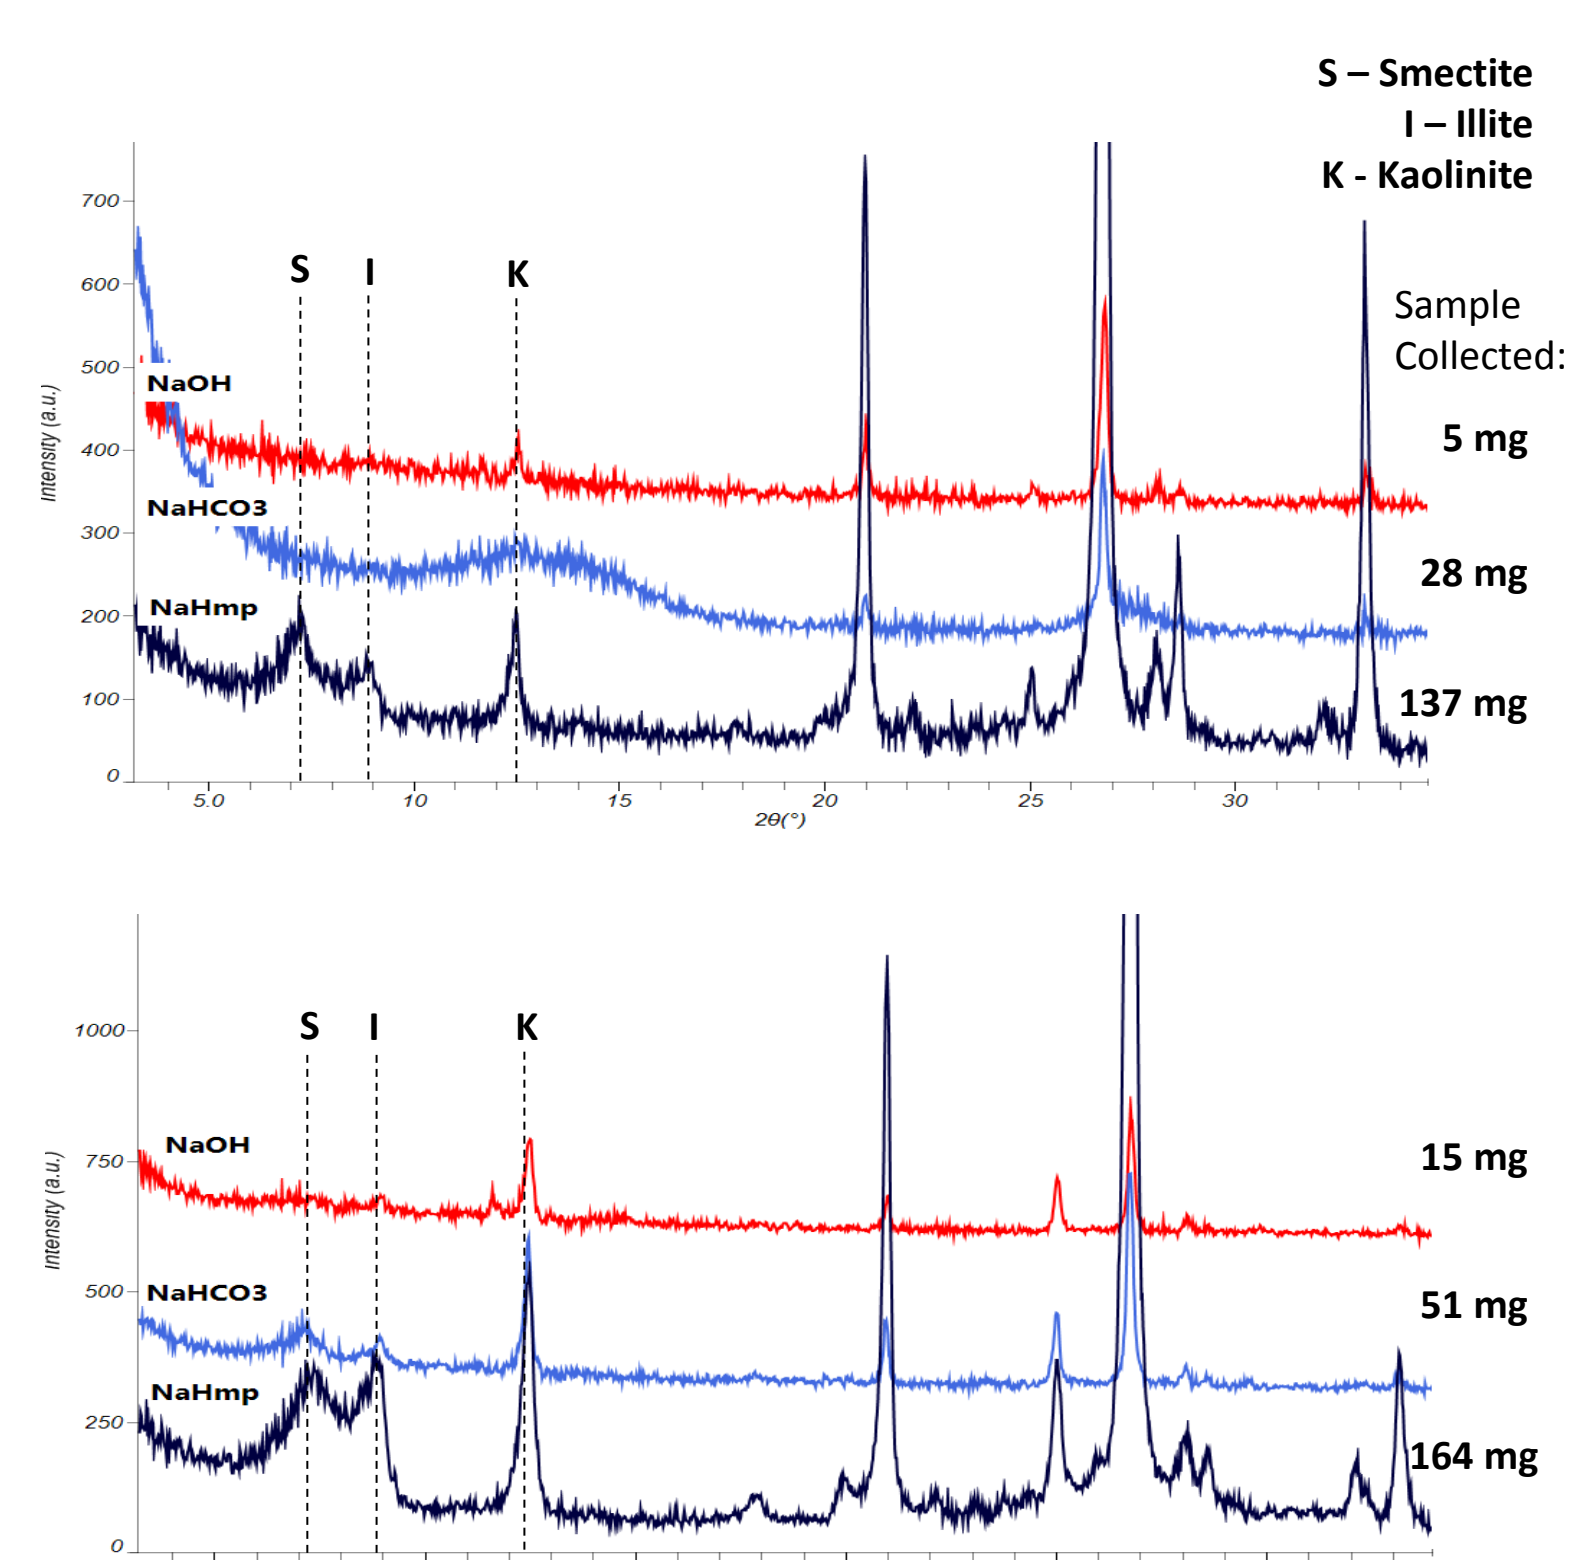 S – Smectite
I – Illite
K - Kaolinite
Sample
Collected:
5 mg
28 mg
137 mg
S I K
NaOH
NaHCO3
NaHmp
Intensity (a.u.)
700
600
500
400
300
200
100
0
5.0 10 15 20 25 30
2θ(°)
S I K
NaOH
NaHCO3
NaHmp
15 mg
51 mg
164 mg
Intensity (a.u.)
1000
750
500
250
0